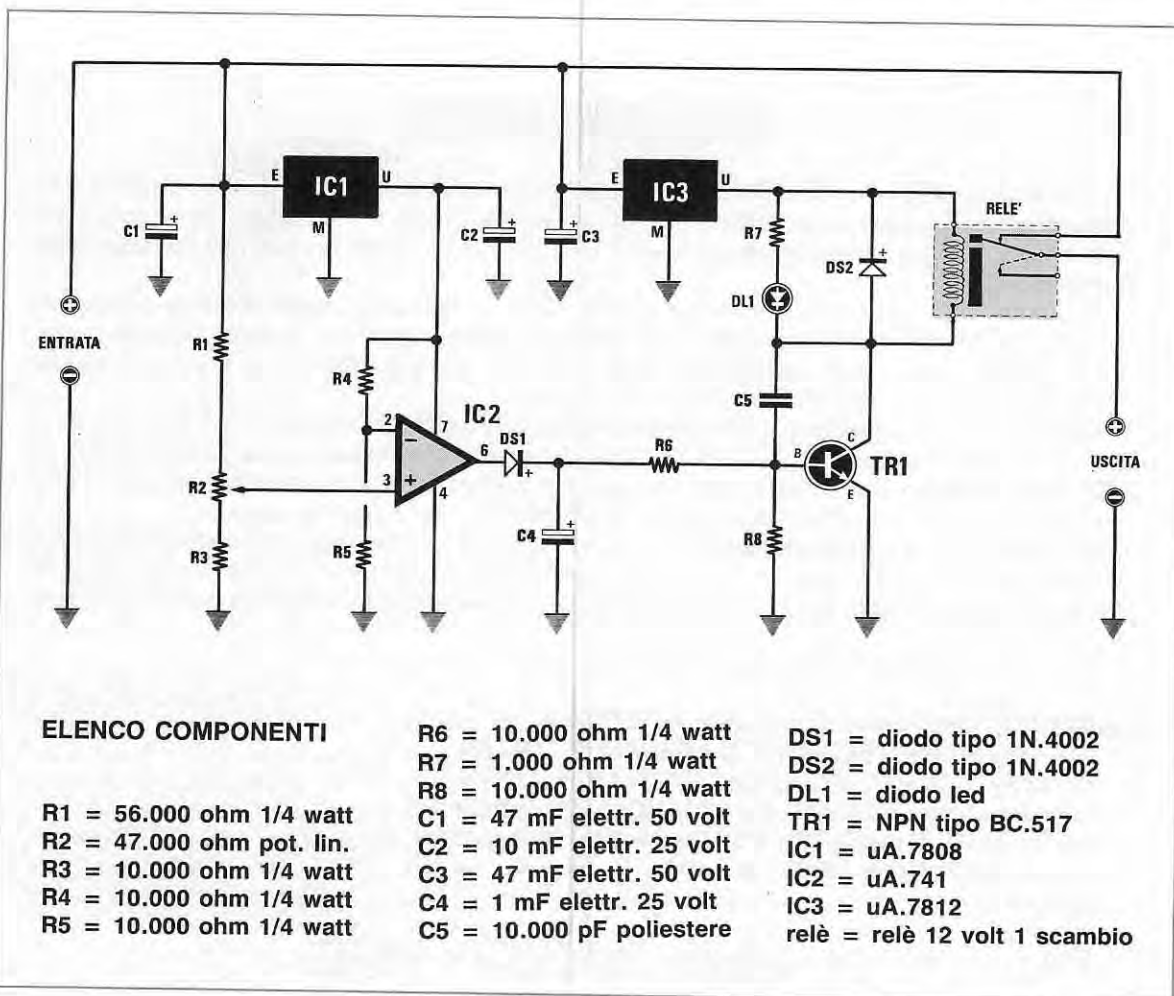 E
IC1
U
M
C1
+
C2
+
C3
+
E
IC3
U
M
R7
DS2
+
DL1
RELE'
ENTRATA
R1
R4
IC2
2
7
6
3
4
DS1
+
R2
R3
R5
C4
+
R6
C5
R8
B
C
E
TR1
USCITA
ELENCO COMPONENTI
R1 = 56.000 ohm 1/4 watt
R2 = 47.000 ohm pot. lin.
R3 = 10.000 ohm 1/4 watt
R4 = 10.000 ohm 1/4 watt
R5 = 10.000 ohm 1/4 watt
R6 = 10.000 ohm 1/4 watt
R7 = 1.000 ohm 1/4 watt
R8 = 10.000 ohm 1/4 watt
C1 = 47 mF elettr. 50 volt
C2 = 10 mF elettr. 25 volt
C3 = 47 mF elettr. 50 volt
C4 = 1 mF elettr. 25 volt
C5 = 10.000 pF poliestere
DS1 = diodo tipo 1N.4002
DS2 = diodo tipo 1N.4002
DL1 = diodo led
TR1 = NPN tipo BC.517
IC1 = uA.7808
IC2 = uA.741
IC3 = uA.7812
relè = relè 12 volt 1 scambio